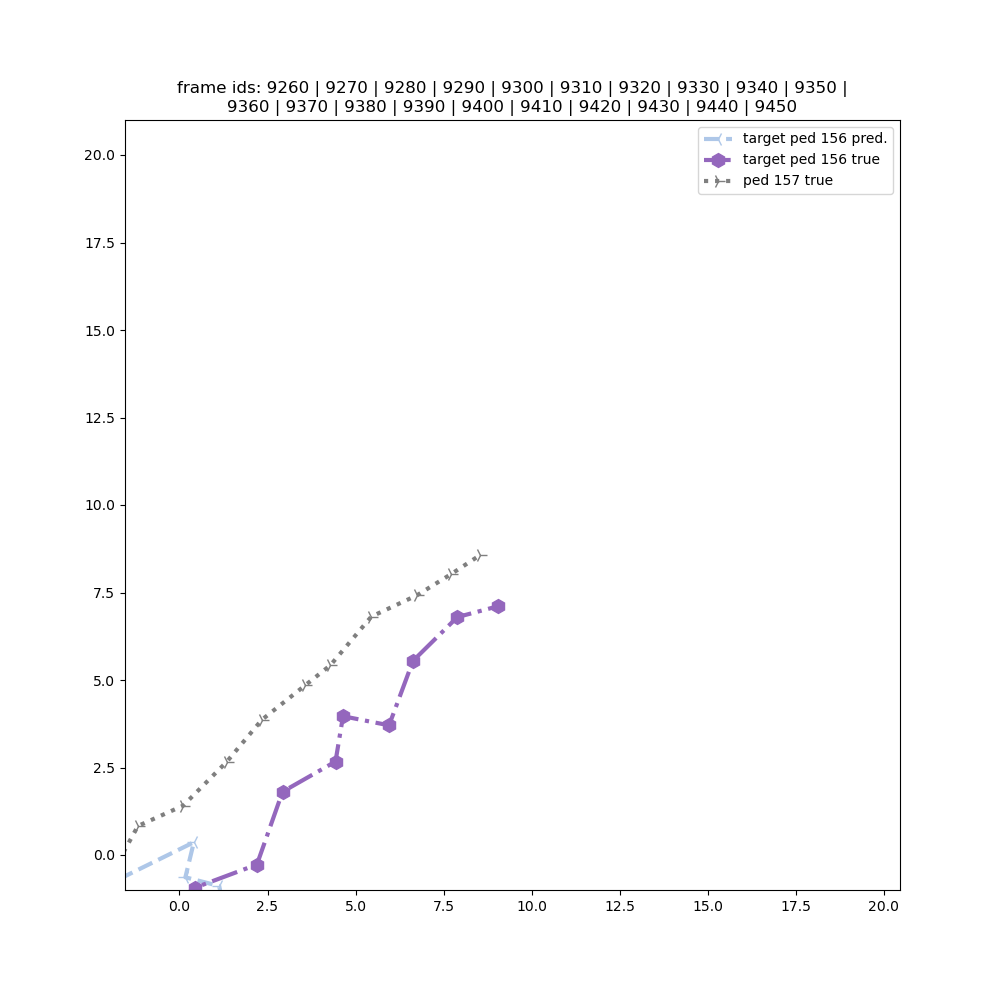 frame ids: 9260 | 9270 | 9280 | 9290 | 9300 | 9310 | 9320 | 9330 | 9340 | 9350 |
9360 | 9370 | 9380 | 9390 | 9400 | 9410 | 9420 | 9430 | 9440 | 9450
target ped 156 pred.
target ped 156 true
ped 157 true
20.0
17.5
15.0
12.5
10.0
7.5
5.0
2.5
0.0
0.0 2.5 5.0 7.5 10.0 12.5 15.0 17.5 20.0